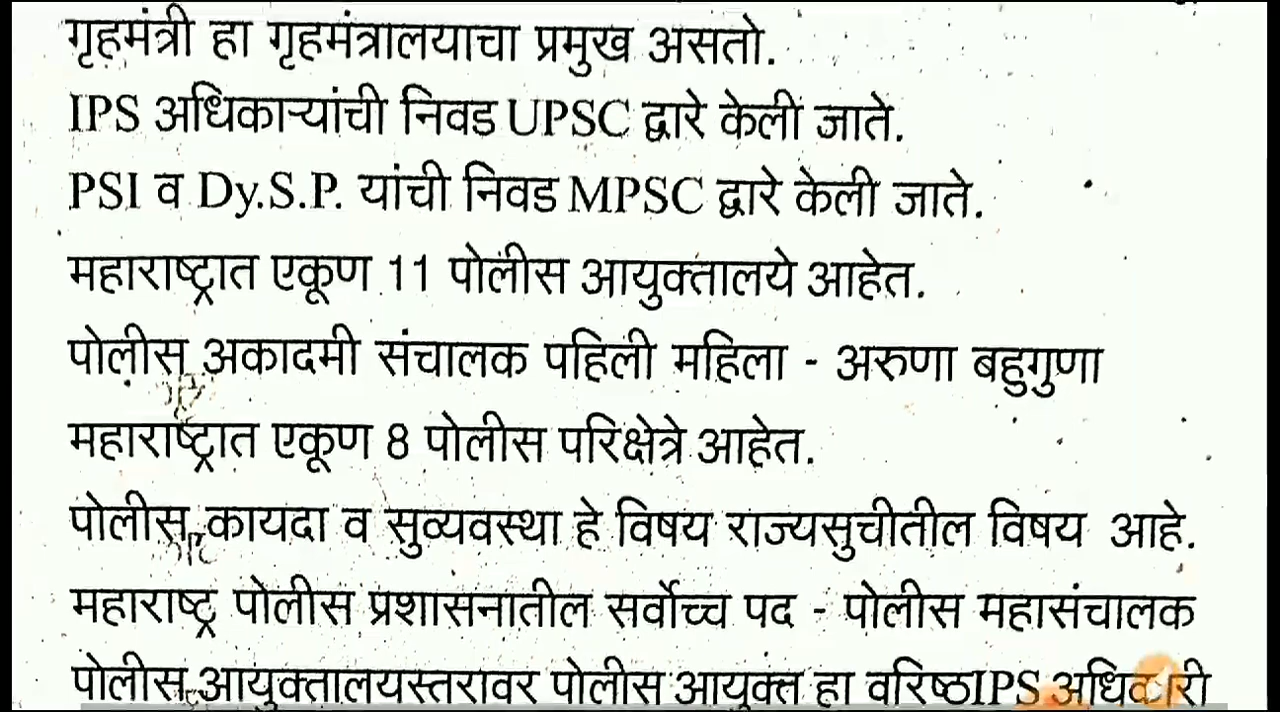 गृहमंत्री हा गृहमंत्रालयाचा प्रमुख असतो.
IPS अधिकाऱ्यांची निवड UPSC द्वारे केली जाते.
PSI व Dy.S.P. यांची निवड MPSC द्वारे केली जाते.
महाराष्ट्रात एकूण 11 पोलीस आयुक्तालये आहेत.
पोलीस अकादमी संचालक पहिली महिला - अरुणा बहुगुणा
महाराष्ट्रात एकूण 8 पोलीस परिक्षेत्रे आहेत.
पोलीस कायदा व सुव्यवस्था हे विषय राज्यसुचीतील विषय आहे.
महाराष्ट्र पोलीस प्रशासनातील सर्वोच्च पद - पोलीस महासंचालक
पोलीस आयुक्तालयस्तरावर पोलीस आयुक्त हा वरिष्ठ IPS अधिकारी